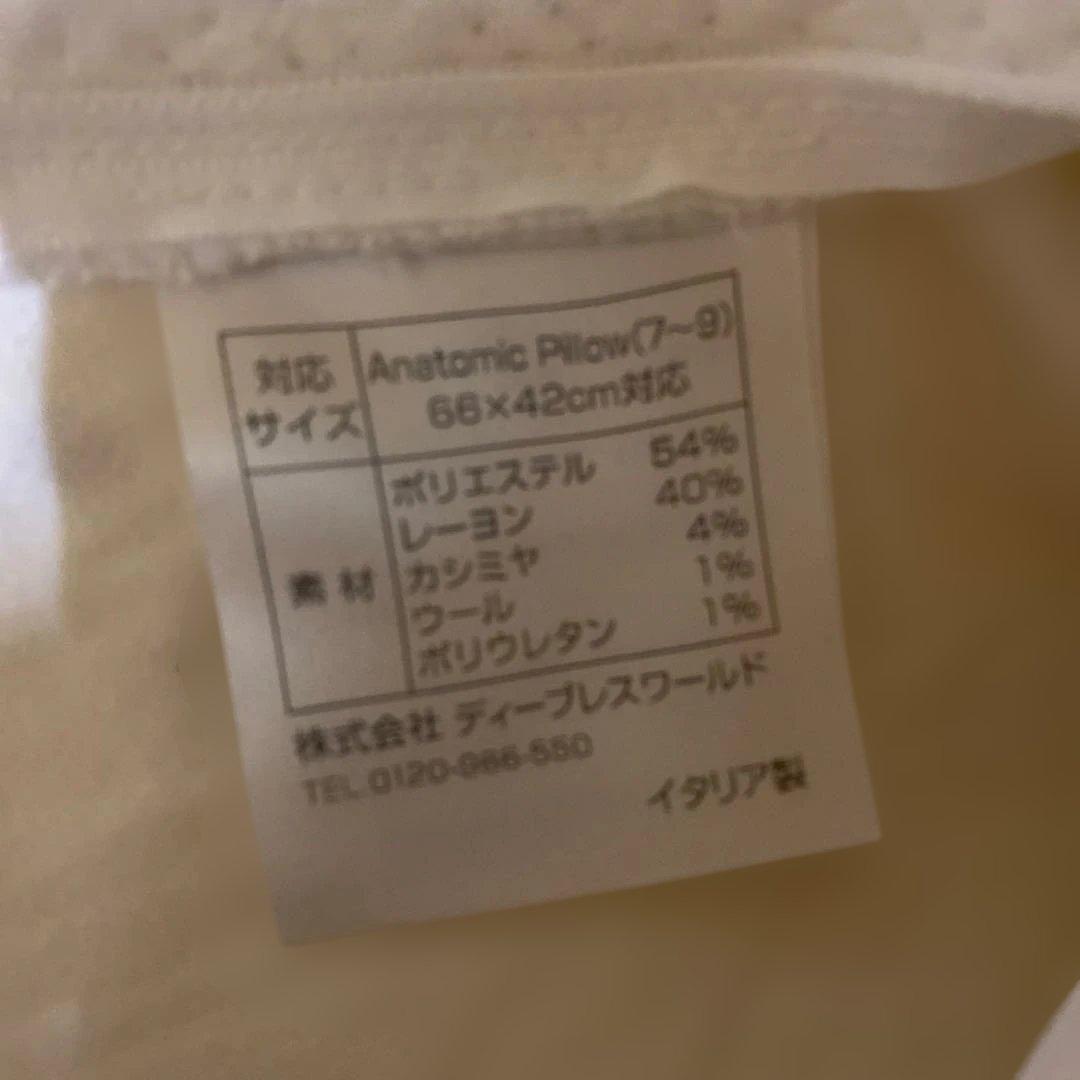 対応サイズ
Anatomic Pillow(7~9)
66×42cm対応
素材
ポリエステル 54%
レーヨン 40%
カシミヤ 4%
ウール 1%
ポリウレタン 1%
株式会社 ディーブレスワールド
TEL.0120-986-550
イタリア製